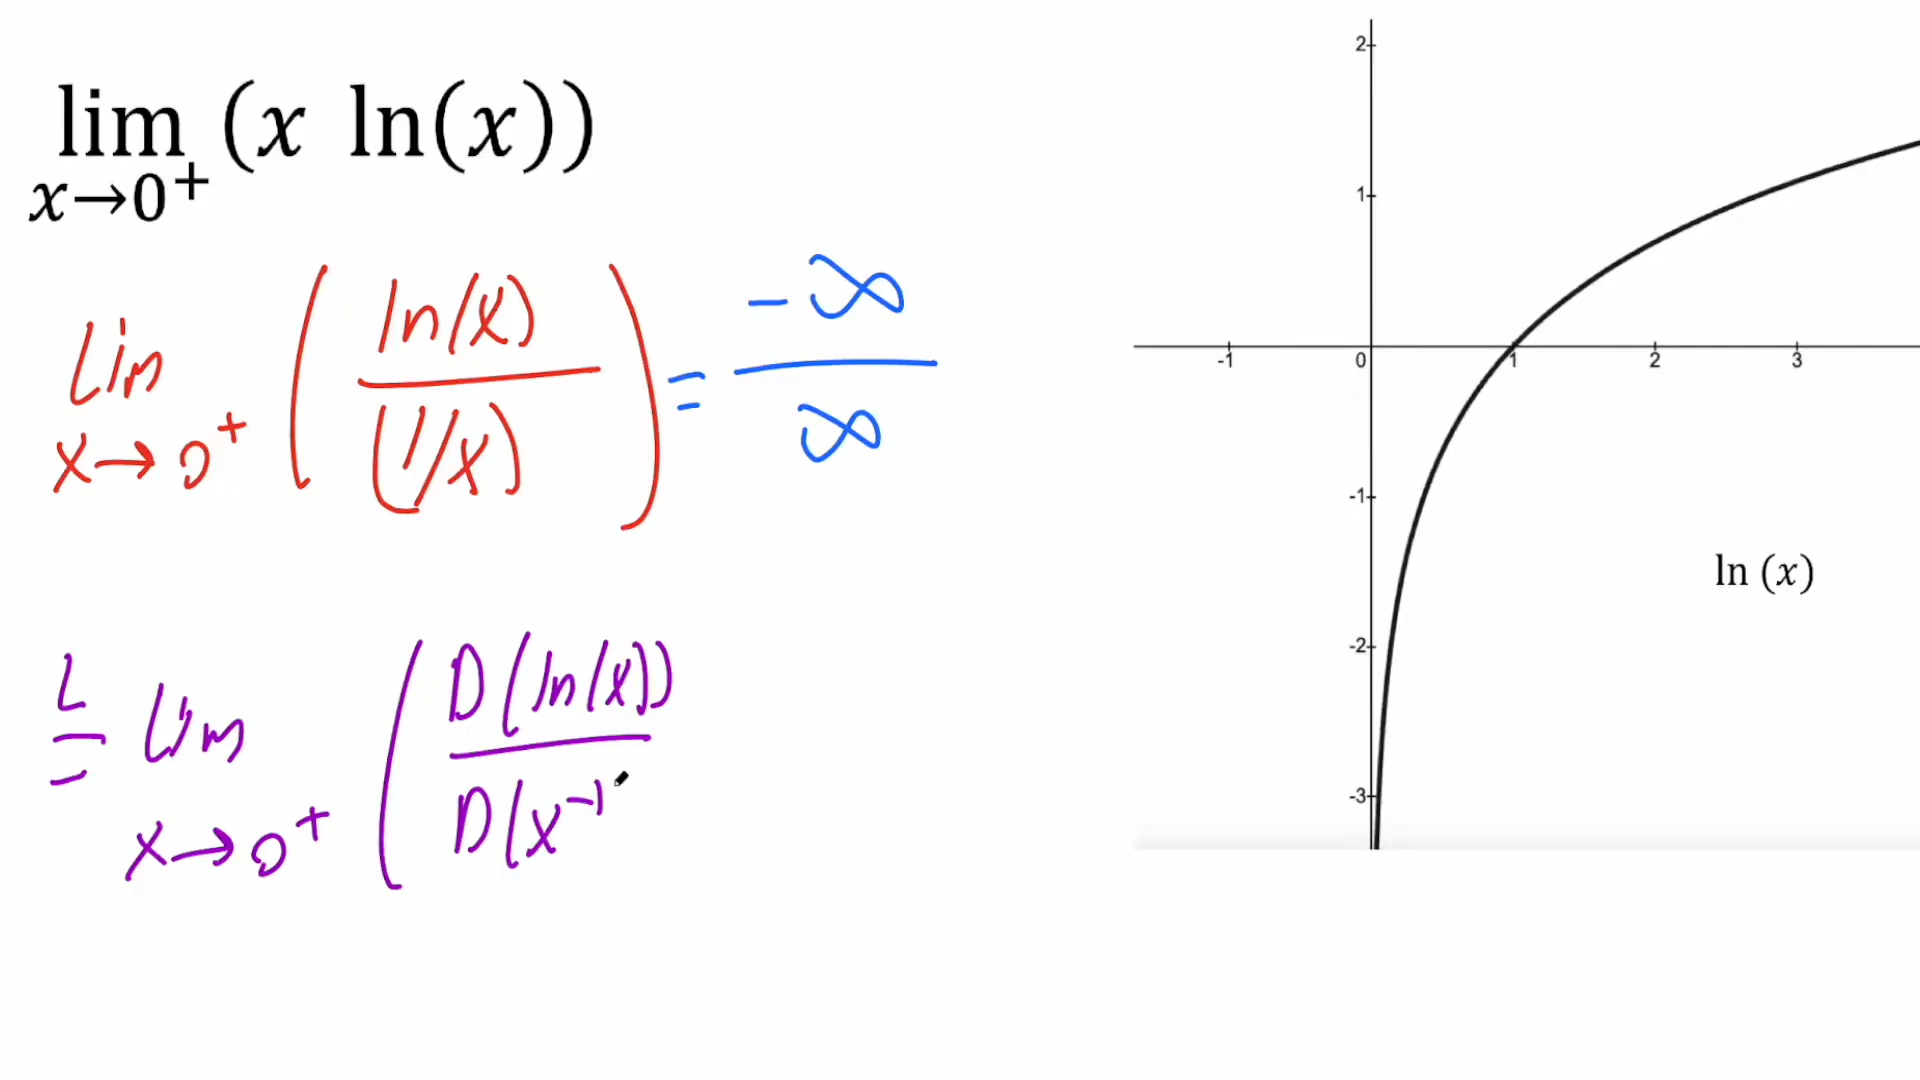 lim (x ln(x))
x→0⁺
Lim ( ln(x) / (1/x) ) = -∞ / ∞
x→0⁺
L
= Lim ( D(ln(x)) / D(x⁻¹
x→0⁺
2
1
-1 0 1 2 3
-1
ln (x)
-2
-3